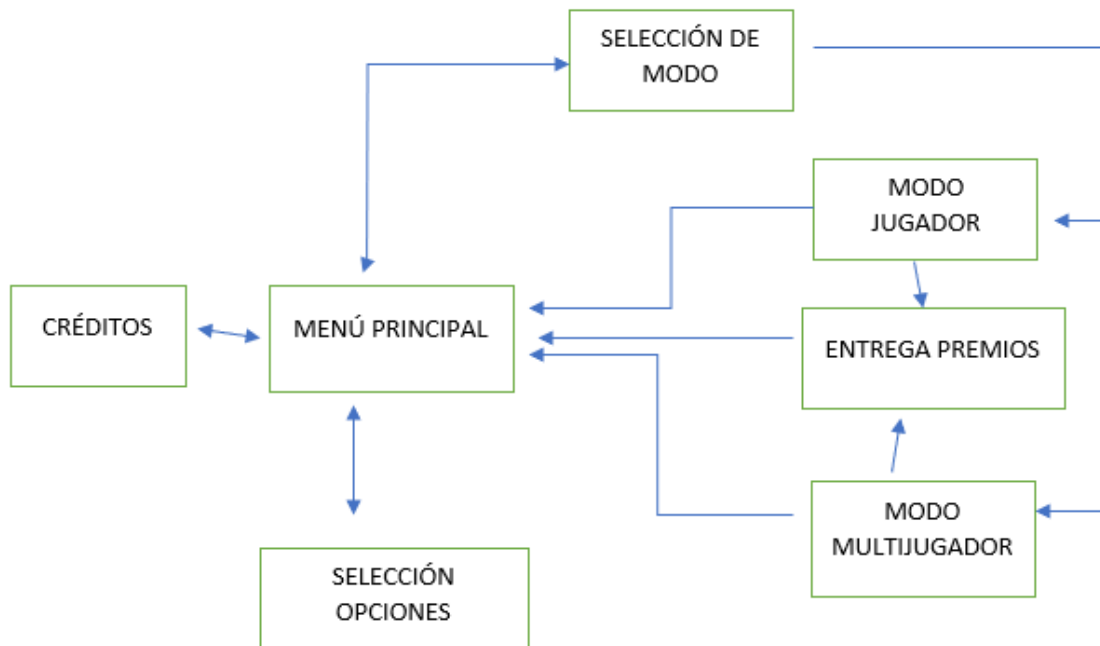 SELECCIÓN DE
MODO
MODO
JUGADOR
CRÉDITOS
MENÚ PRINCIPAL
ENTREGA PREMIOS
MODO
MULTIJUGADOR
SELECCIÓN
OPCIONES